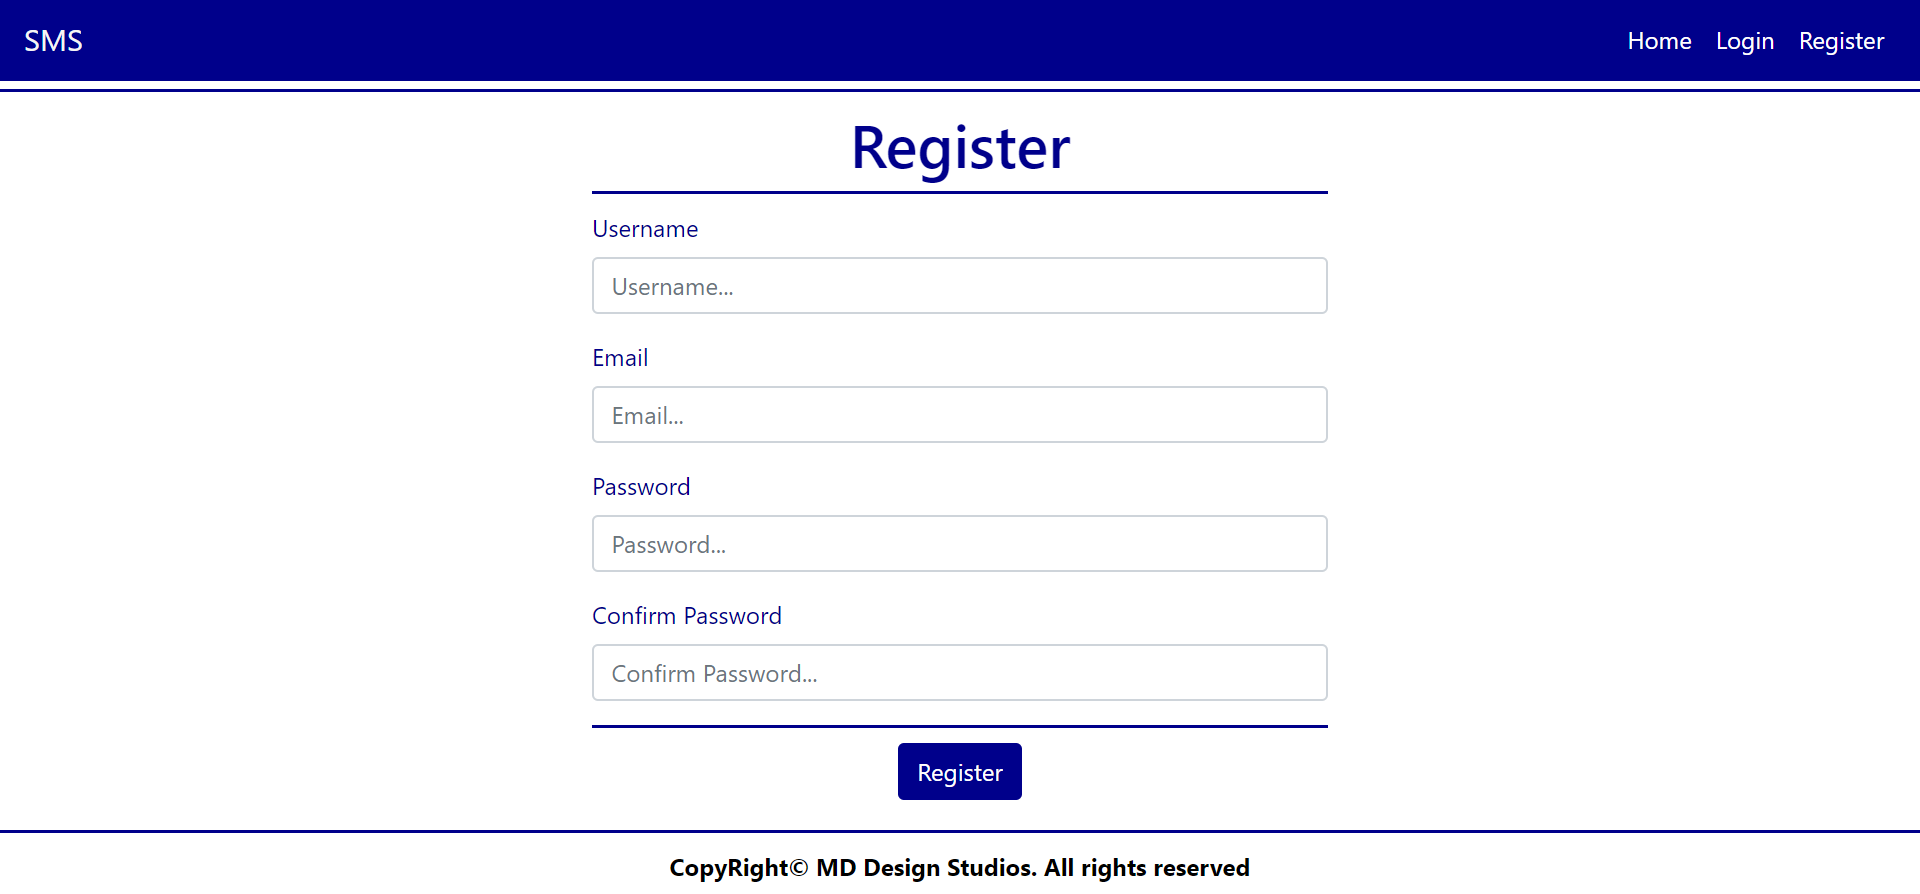 SMS
Home Login Register
Register
Username
Username...
Email
Email...
Password
Password...
Confirm Password
Confirm Password...
Register
CopyRight© MD Design Studios. All rights reserved